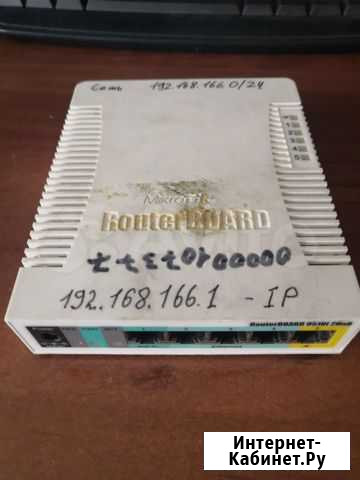 Сеть 192.168.166.0/24
MikroTik
RouterBOARD
192.168.166.1 - IP
RouterBOARD 951Ui 2HnD
Интернет-
Кабинет.Ру